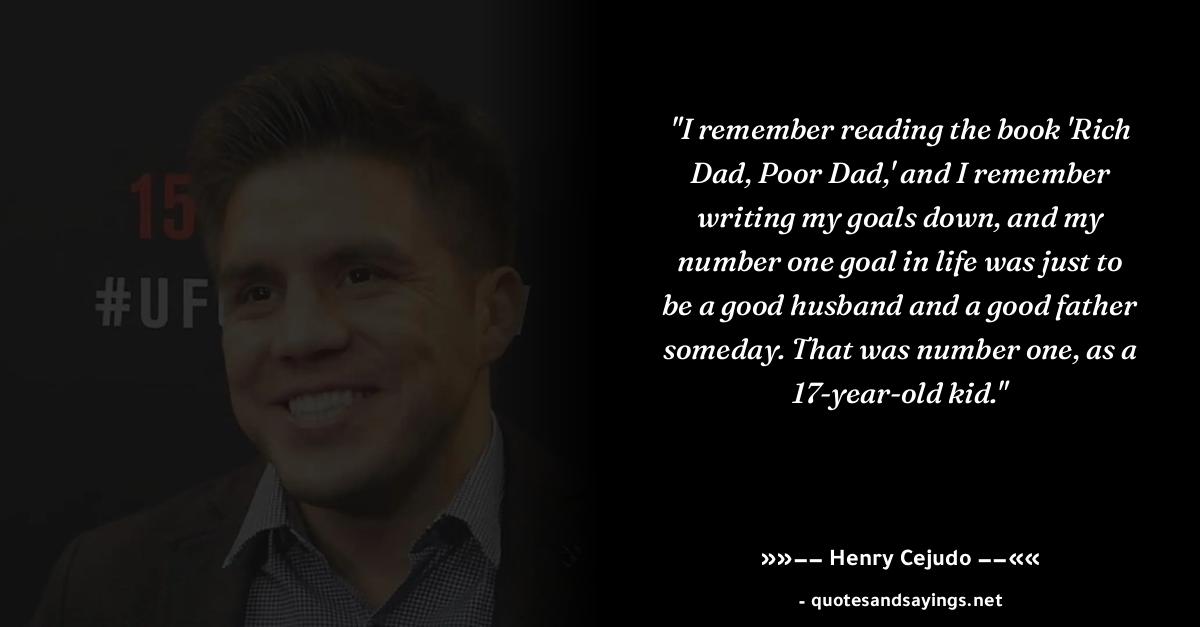 15
#UF
"I remember reading the book 'Rich
Dad, Poor Dad,' and I remember
writing my goals down, and my
number one goal in life was just to
be a good husband and a good father
someday. That was number one, as a
17-year-old kid."
»»–– Henry Cejudo ––««
- quotesandsayings.net